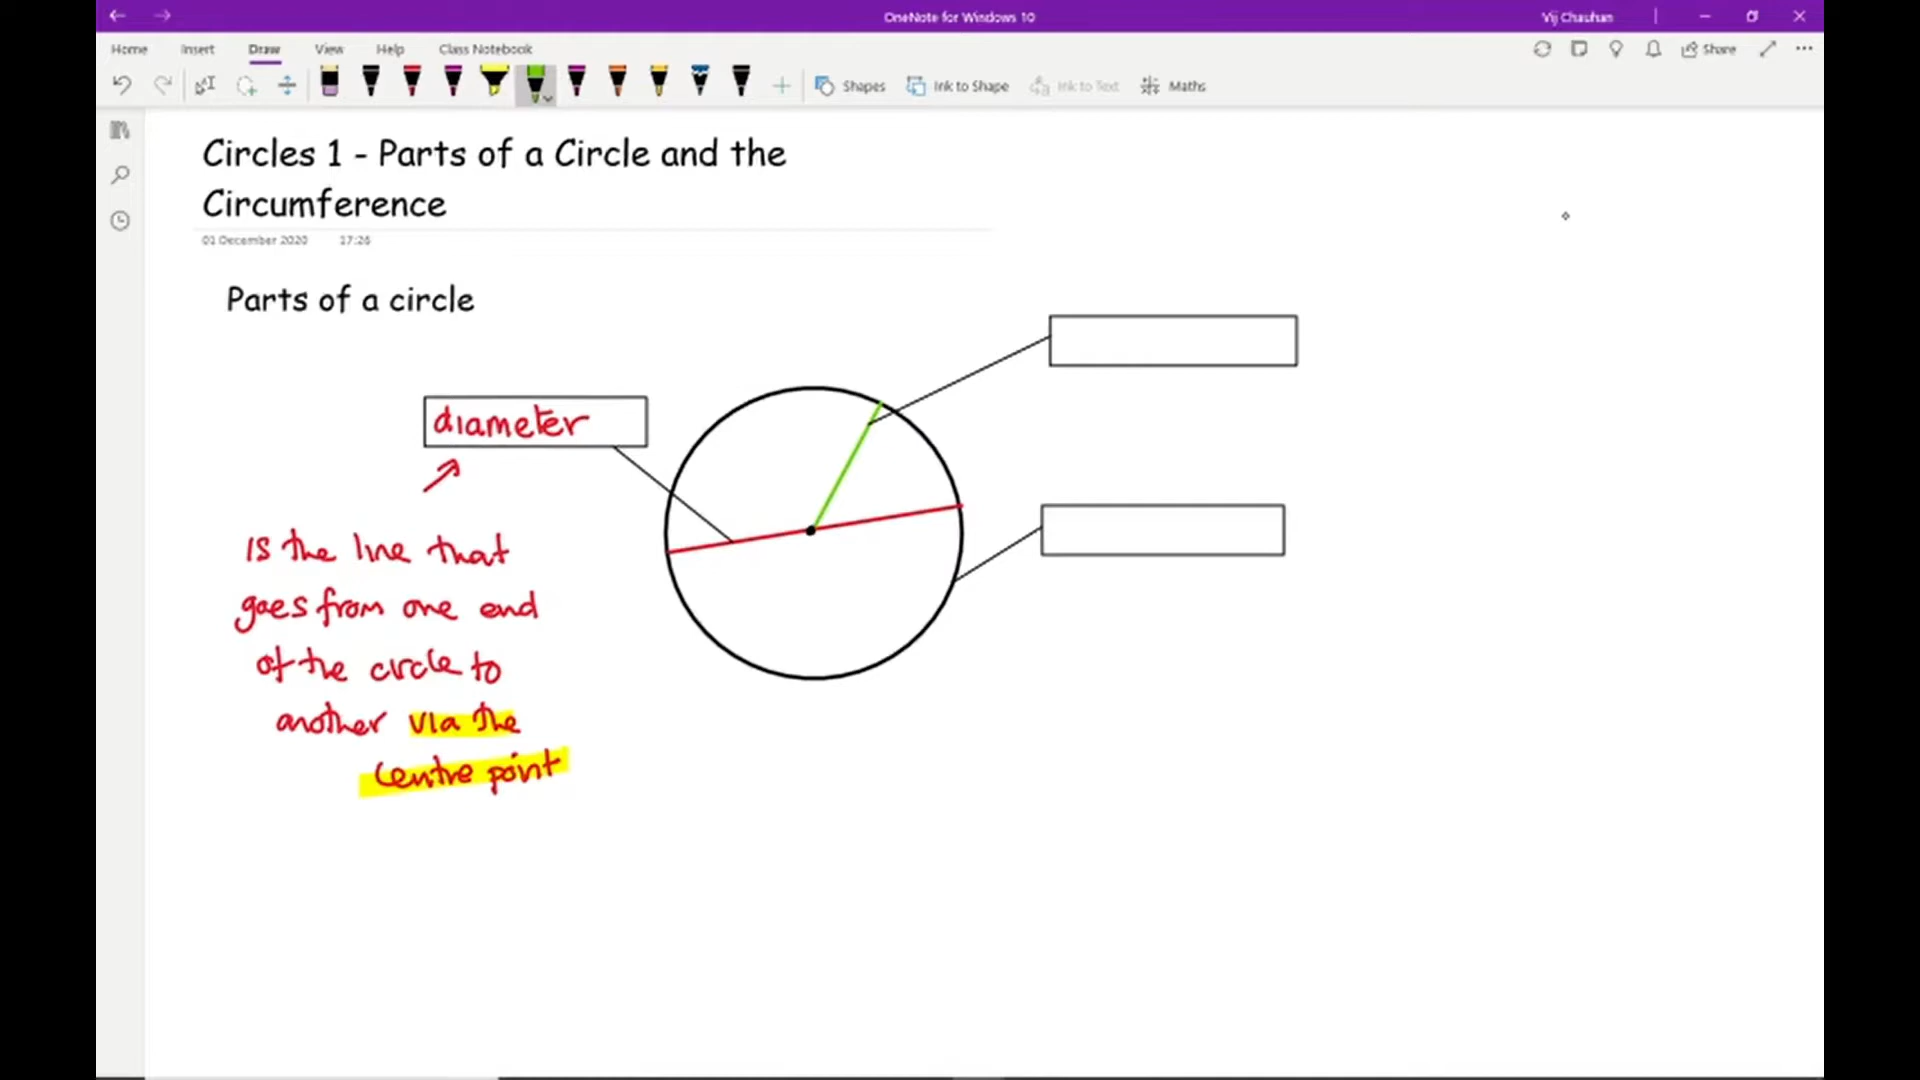 OneNote for Windows 10
Vij Chauhan
Home Insert Draw View Help Class Notebook
Share
Shapes Ink to Shape Ink to Text Maths
Circles 1 - Parts of a Circle and the
Circumference
01 December 2020 17:26
Parts of a circle
diameter
is the line that
goes from one end
of the circle to
another via the
centre point